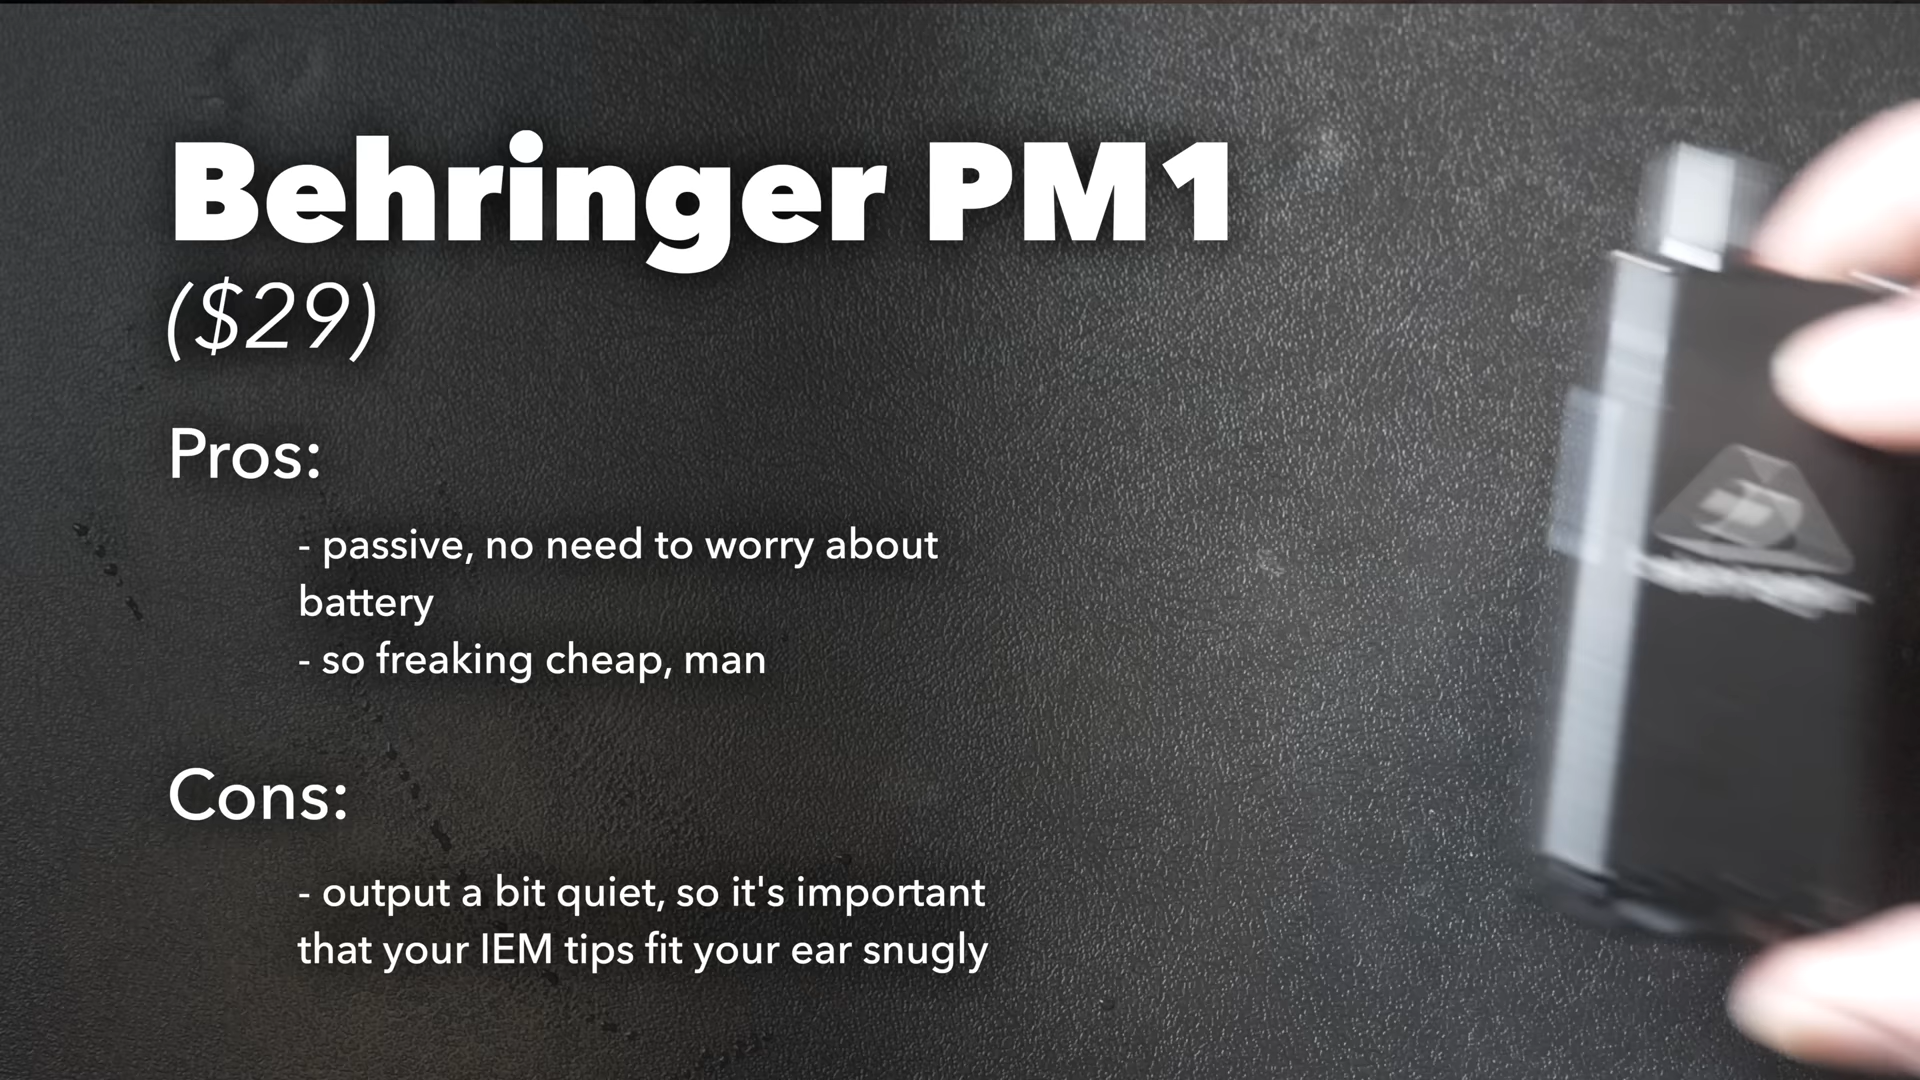 Behringer PM1
($29)
Pros:
- passive, no need to worry about
battery
- so freaking cheap, man
Cons:
- output a bit quiet, so it's important
that your IEM tips fit your ear snugly